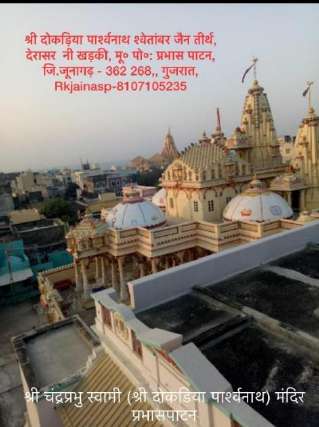 श्री दोकड़िया पार्श्वनाथ श्वेतांबर जैन तीर्थ,
देरासर नी खड़की, मू० पो०: प्रभास पाटन,
जि.जूनागढ़ - 362 268,, गुजरात,
Rkjainasp-8107105235
श्री चंद्रप्रभु स्वामी (श्री दोकडिया पार्श्वनाथ) मंदिर
प्रभासपाटन